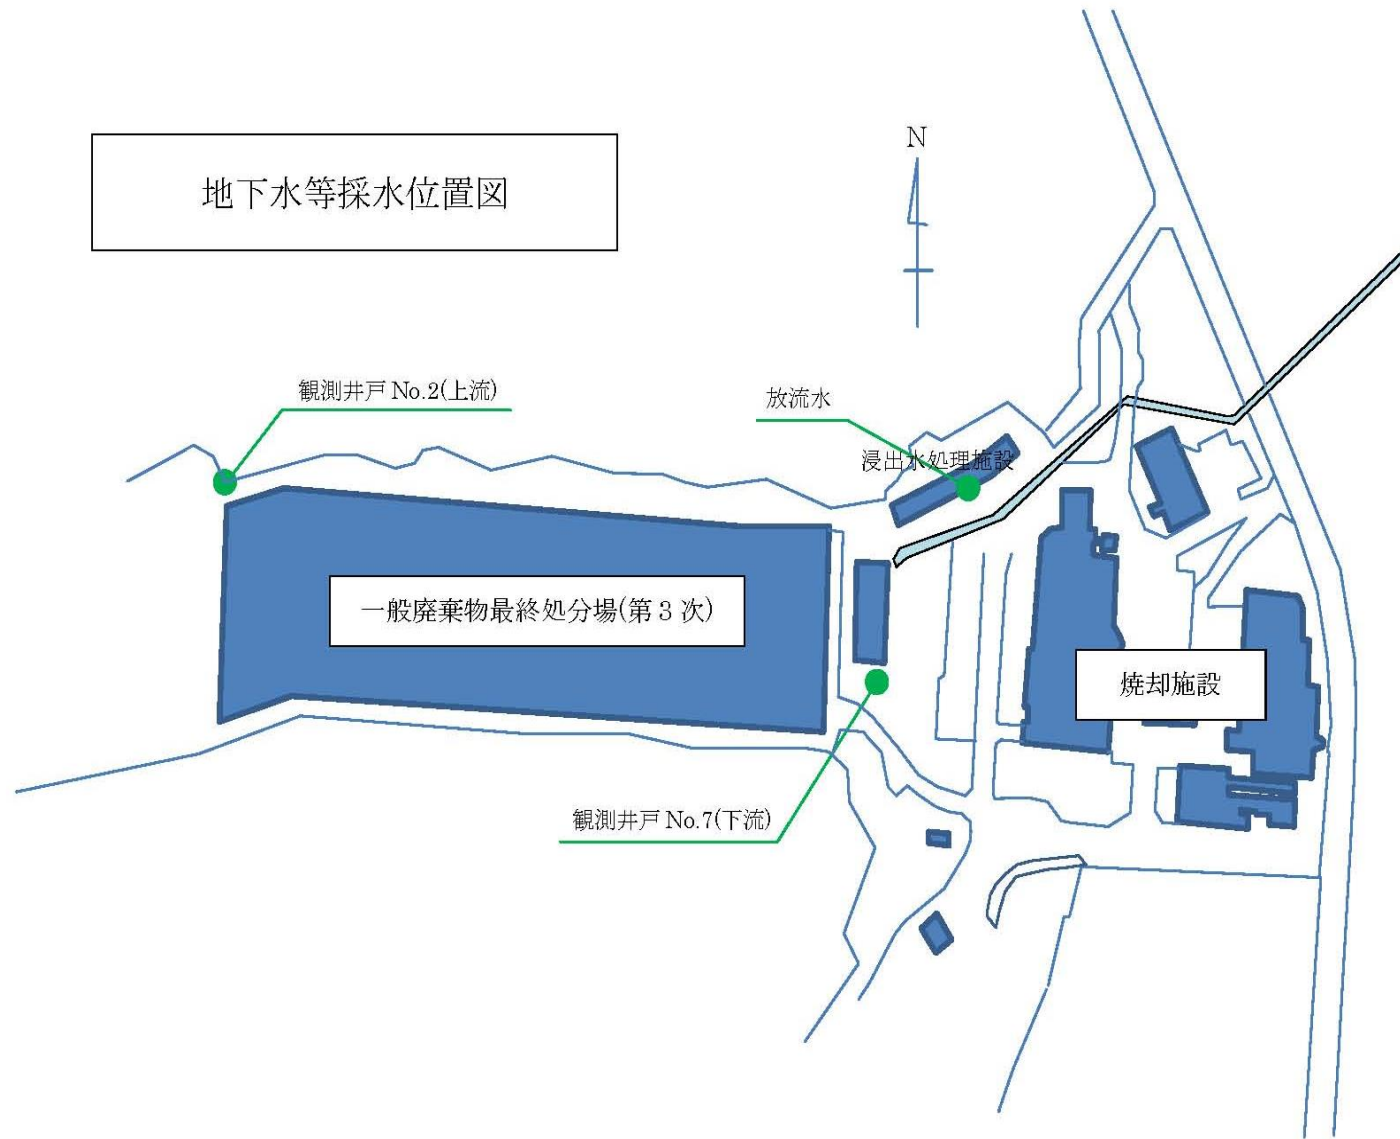 地下水等採水位置図
N
観測井戸 No.2(上流)
放流水
浸出水処理施設
一般廃棄物最終処分場(第３次)
焼却施設
観測井戸 No.7(下流)